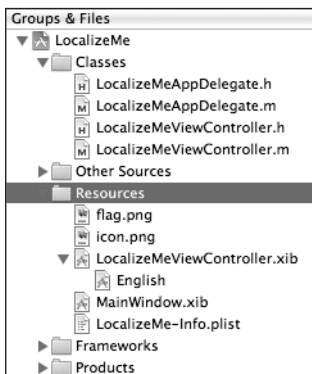 Groups & Files
LocalizeMe
Classes
LocalizeMeAppDelegate.h
LocalizeMeAppDelegate.m
LocalizeMeViewController.h
LocalizeMeViewController.m
Other Sources
Resources
flag.png
icon.png
LocalizeMeViewController.xib
English
MainWindow.xib
LocalizeMe-Info.plist
Frameworks
Products